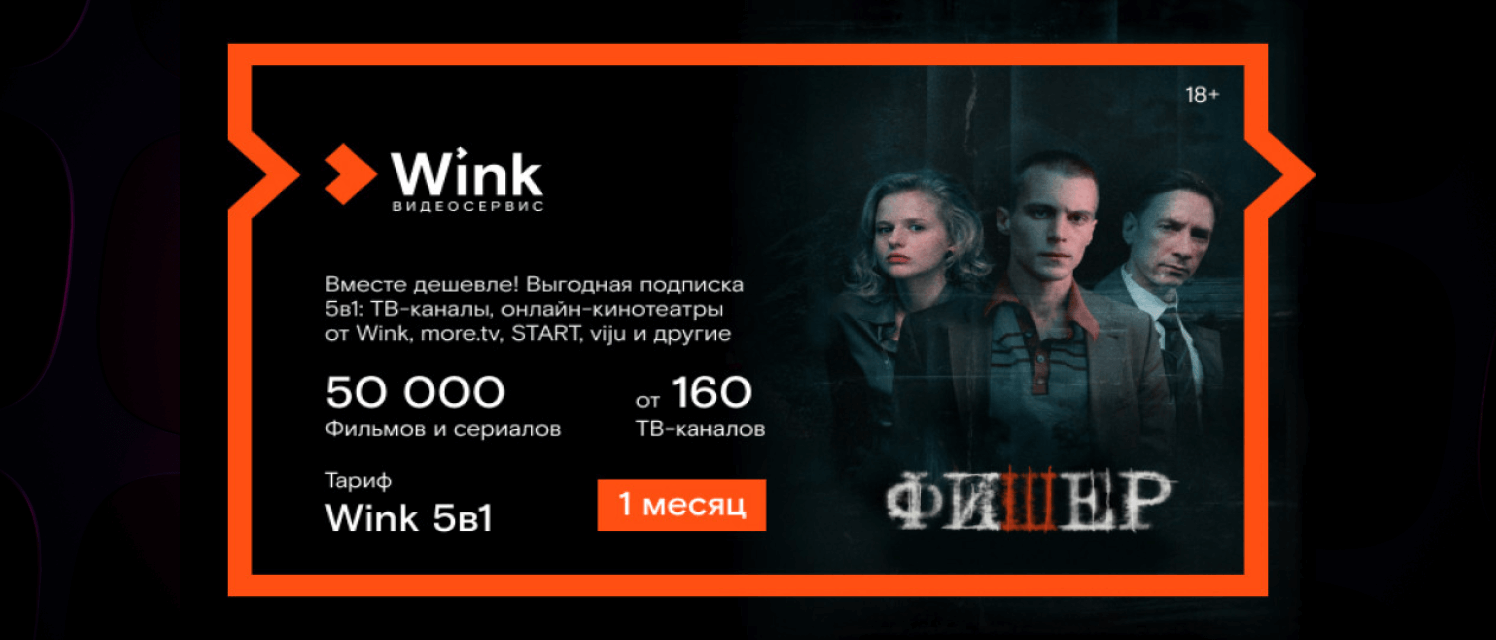 18+
Wink
ВИДЕОСЕРВИС
Вместе дешевле! Выгодная подписка
5в1: ТВ-каналы, онлайн-кинотеатры
от Wink, more.tv, START, viju и другие
50 000
Фильмов и сериалов
от 160
ТВ-каналов
Тариф
Wink 5в1
1 месяц
ФИШЕР